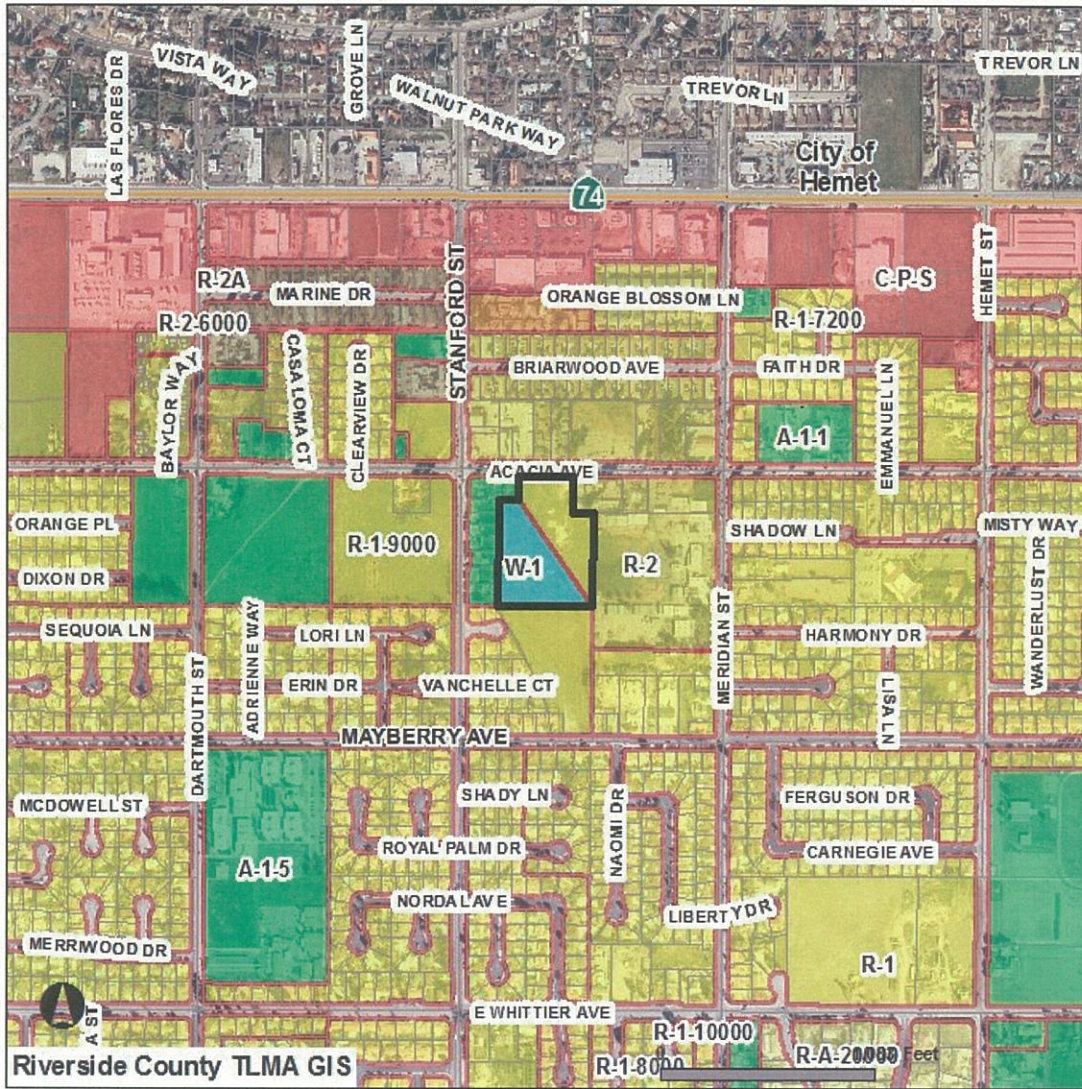 VISTA WAY
GROVE LN
TREVOR LN
LAS FLORES DR
WALNUT PARK WAY
TREVOR LN
City of
Hemet
74
HEMET ST
R-2A
MARINE DR
STANFORD ST
ORANGE BLOSSOM LN
C-P-S
R-2-6000
R-1-7200
BAYLOR WAY
CASA LOMA CT
CLEARVIEW DR
BRIARWOOD AVE
FAITH DR
EMMANUEL LN
A-1-1
ACACIA AVE
ORANGE PL
R-1-9000
SHADOW LN
MISTY WAY
DIXON DR
W-1
R-2
WANDERLUST DR
SEQUOIA LN
ADRIENNE WAY
LORI LN
MERIDIAN ST
HARMONY DR
DARTMOUTH ST
ERIN DR
VANCHELLE CT
LISA LN
MAYBERRY AVE
MCDOWELL ST
SHADY LN
NAOMI DR
FERGUSON DR
ROYAL PALM DR
CARNEGIE AVE
A-1-5
NORDAL AVE
LIBERTY DR
MERRIWOOD DR
R-1
E WHITTIER AVE
A ST
R-1-10000
Riverside County TLMA GIS
R-1-8000
R-A-20000
Feet